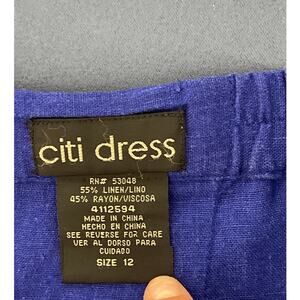 citi dress
RN# 53048
55% LINEN/LINO
45% RAYON/VISCOSA
4112594
MADE IN CHINA
HECHO EN CHINA
SEE REVERSE FOR CARE
VER AL DORSO PARA
CUIDADO
SIZE 12